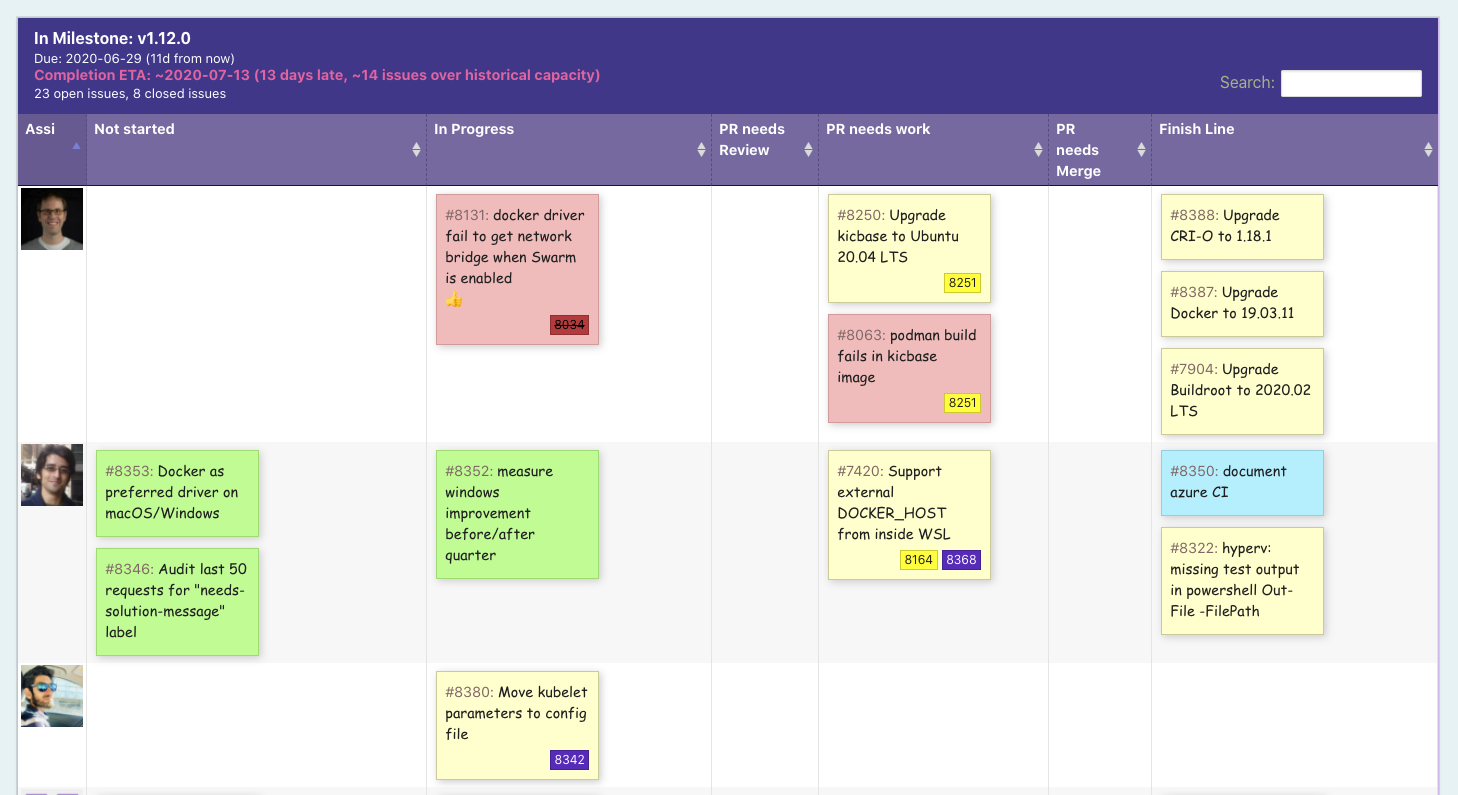 In Milestone: v1.12.0
Due: 2020-06-29 (11d from now)
Completion ETA: ~2020-07-13 (13 days late, ~14 issues over historical capacity)
23 open issues, 8 closed issues
Search:
Assi
Not started
In Progress
PR needs
Review
PR needs work
PR
needs
Merge
Finish Line
#8131: docker driver
fail to get network
bridge when Swarm
is enabled
👍
8034
#8250: Upgrade
kicbase to Ubuntu
20.04 LTS
8251
#8063: podman build
fails in kicbase
image
8251
#8388: Upgrade
CRI-O to 1.18.1
#8387: Upgrade
Docker to 19.03.11
#7904: Upgrade
Buildroot to 2020.02
LTS
#8353: Docker as
preferred driver on
macOS/Windows
#8346: Audit last 50
requests for "needs-
solution-message"
label
#8352: measure
windows
improvement
before/after
quarter
#7420: Support
external
DOCKER_HOST
from inside WSL
8164 8368
#8350: document
azure CI
#8322: hyperv:
missing test output
in powershell Out-
File -FilePath
#8380: Move kubelet
parameters to config
file
8342